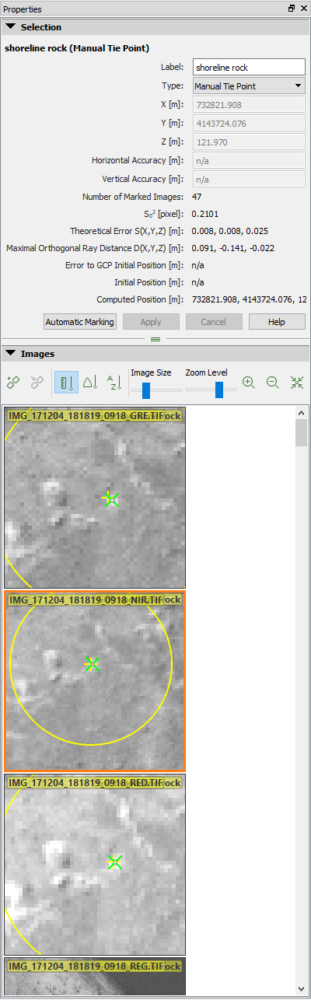 Properties
Selection
shoreline rock (Manual Tie Point)
Label: shoreline rock
Type: Manual Tie Point
X [m]: 732821.908
Y [m]: 4143724.076
Z [m]: 121.970
Horizontal Accuracy [m]: n/a
Vertical Accuracy [m]: n/a
Number of Marked Images: 47
S₀² [pixel]: 0.2101
Theoretical Error S(X,Y,Z) [m]: 0.008, 0.008, 0.025
Maximal Orthogonal Ray Distance D(X,Y,Z) [m]: 0.091, -0.141, -0.022
Error to GCP Initial Position [m]: n/a
Initial Position [m]: n/a
Computed Position [m]: 732821.908, 4143724.076, 12
Automatic Marking Apply Cancel Help
Images
A Z Image Size Zoom Level
IMG_171204_181819_0918_GRE.TIF ock
IMG_171204_181819_0918_NIR.TIF ock
IMG_171204_181819_0918_RED.TIF ock
IMG_171204_181819_0918_REG.TIF ock